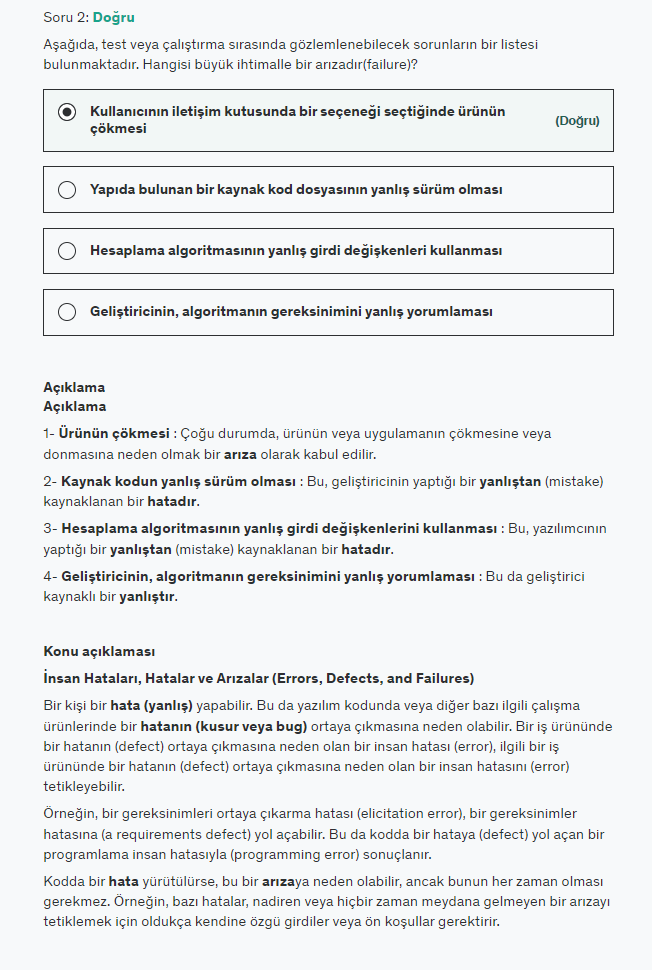 Soru 2: Doğru
Aşağıda, test veya çalıştırma sırasında gözlemlenebilecek sorunların bir listesi
bulunmaktadır. Hangisi büyük ihtimalle bir arızadır(failure)?
Kullanıcının iletişim kutusunda bir seçeneği seçtiğinde ürünün
çökmesi
(Doğru)
Yapıda bulunan bir kaynak kod dosyasının yanlış sürüm olması
Hesaplama algoritmasının yanlış girdi değişkenleri kullanması
Geliştiricinin, algoritmanın gereksinimini yanlış yorumlaması
Açıklama
Açıklama
1- Ürünün çökmesi : Çoğu durumda, ürünün veya uygulamanın çökmesine veya
donmasına neden olmak bir arıza olarak kabul edilir.
2- Kaynak kodun yanlış sürüm olması : Bu, geliştiricinin yaptığı bir yanlıştan (mistake)
kaynaklanan bir hatadır.
3- Hesaplama algoritmasının yanlış girdi değişkenlerini kullanması : Bu, yazılımcının
yaptığı bir yanlıştan (mistake) kaynaklanan bir hatadır.
4- Geliştiricinin, algoritmanın gereksinimini yanlış yorumlaması : Bu da geliştirici
kaynaklı bir yanlıştır.
Konu açıklaması
İnsan Hataları, Hatalar ve Arızalar (Errors, Defects, and Failures)
Bir kişi bir hata (yanlış) yapabilir. Bu da yazılım kodunda veya diğer bazı ilgili çalışma
ürünlerinde bir hatanın (kusur veya bug) ortaya çıkmasına neden olabilir. Bir iş ürününde
bir hatanın (defect) ortaya çıkmasına neden olan bir insan hatası (error), ilgili bir iş
ürününde bir hatanın (defect) ortaya çıkmasına neden olan bir insan hatasını (error)
tetikleyebilir.
Örneğin, bir gereksinimleri ortaya çıkarma hatası (elicitation error), bir gereksinimler
hatasına (a requirements defect) yol açabilir. Bu da kodda bir hataya (defect) yol açan bir
programlama insan hatasıyla (programming error) sonuçlanır.
Kodda bir hata yürütülürse, bu bir arızaya neden olabilir, ancak bunun her zaman olması
gerekmez. Örneğin, bazı hatalar, nadiren veya hiçbir zaman meydana gelmeyen bir arızayı
tetiklemek için oldukça kendine özgü girdiler veya ön koşullar gerektirir.